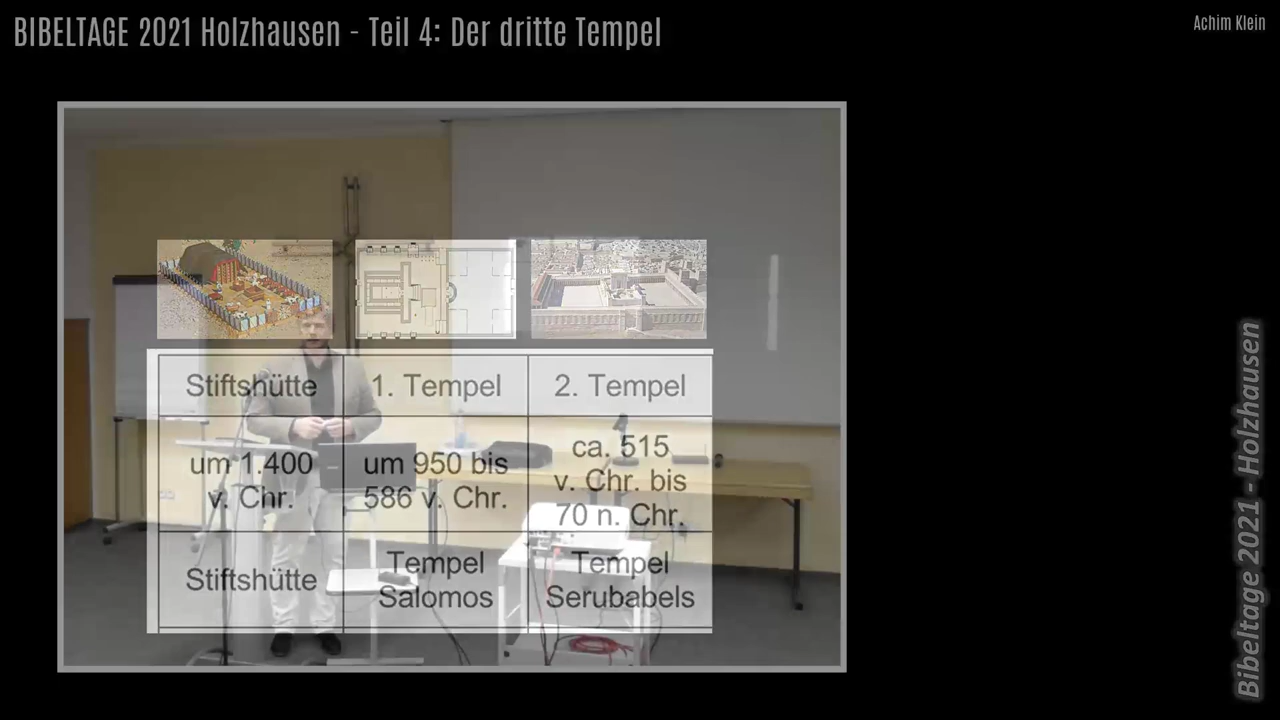 BIBELTAGE 2021 Holzhausen - Teil 4: Der dritte Tempel
Achim Klein
Stiftshütte
1. Tempel
2. Tempel
um 1.400
v. Chr.
um 950 bis
586 v. Chr.
ca. 515
v. Chr. bis
70 n. Chr.
Stiftshütte
Tempel
Salomos
Tempel
Serubabels
Bibeltage 2021 - Holzhausen